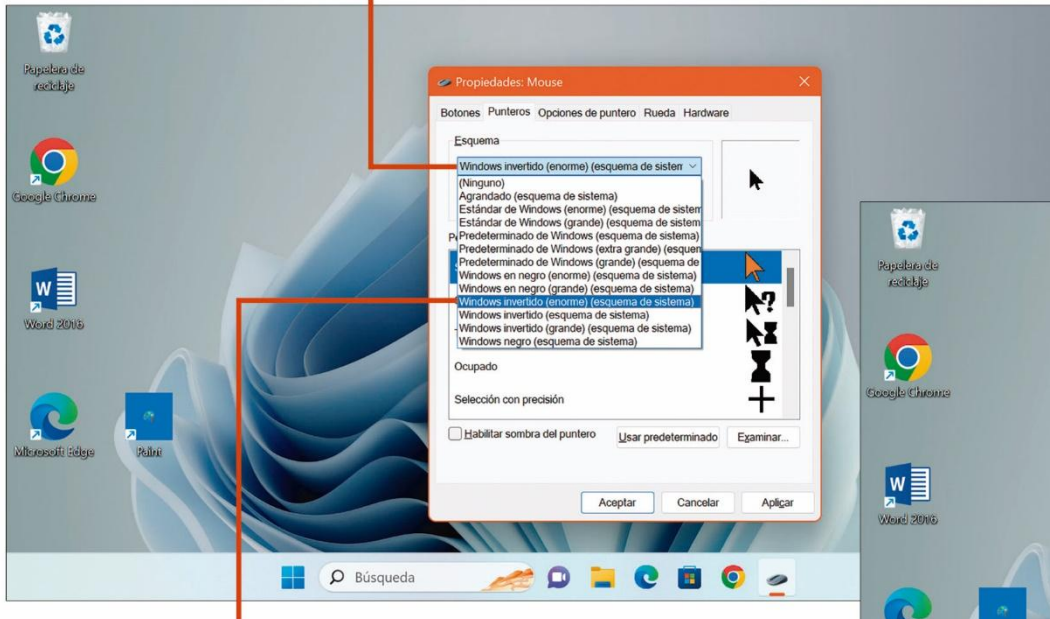 Papelera de
reciclaje
Google Chrome
Word 2016
Microsoft Edge
Paint
Propiedades: Mouse
Botones Punteros Opciones de puntero Rueda Hardware
Esquema
Windows invertido (enorme) (esquema de sistem
(Ninguno)
Agrandado (esquema de sistema)
Estándar de Windows (enorme) (esquema de sistem
Estándar de Windows (grande) (esquema de sistem
Predeterminado de Windows (esquema de sistema)
Predeterminado de Windows (extra grande) (esquen
Predeterminado de Windows (grande) (esquema de
Windows en negro (enorme) (esquema de sistema)
Windows en negro (grande) (esquema de sistema)
Windows invertido (enorme) (esquema de sistema)
Windows invertido (esquema de sistema)
Windows invertido (grande) (esquema de sistema)
Windows negro (esquema de sistema)
Ocupado
Selección con precisión
Habilitar sombra del puntero Usar predeterminado Examinar...
Aceptar Cancelar Aplicar
Búsqueda
Papelera de
reciclaje
Google Chrome
Word 2016